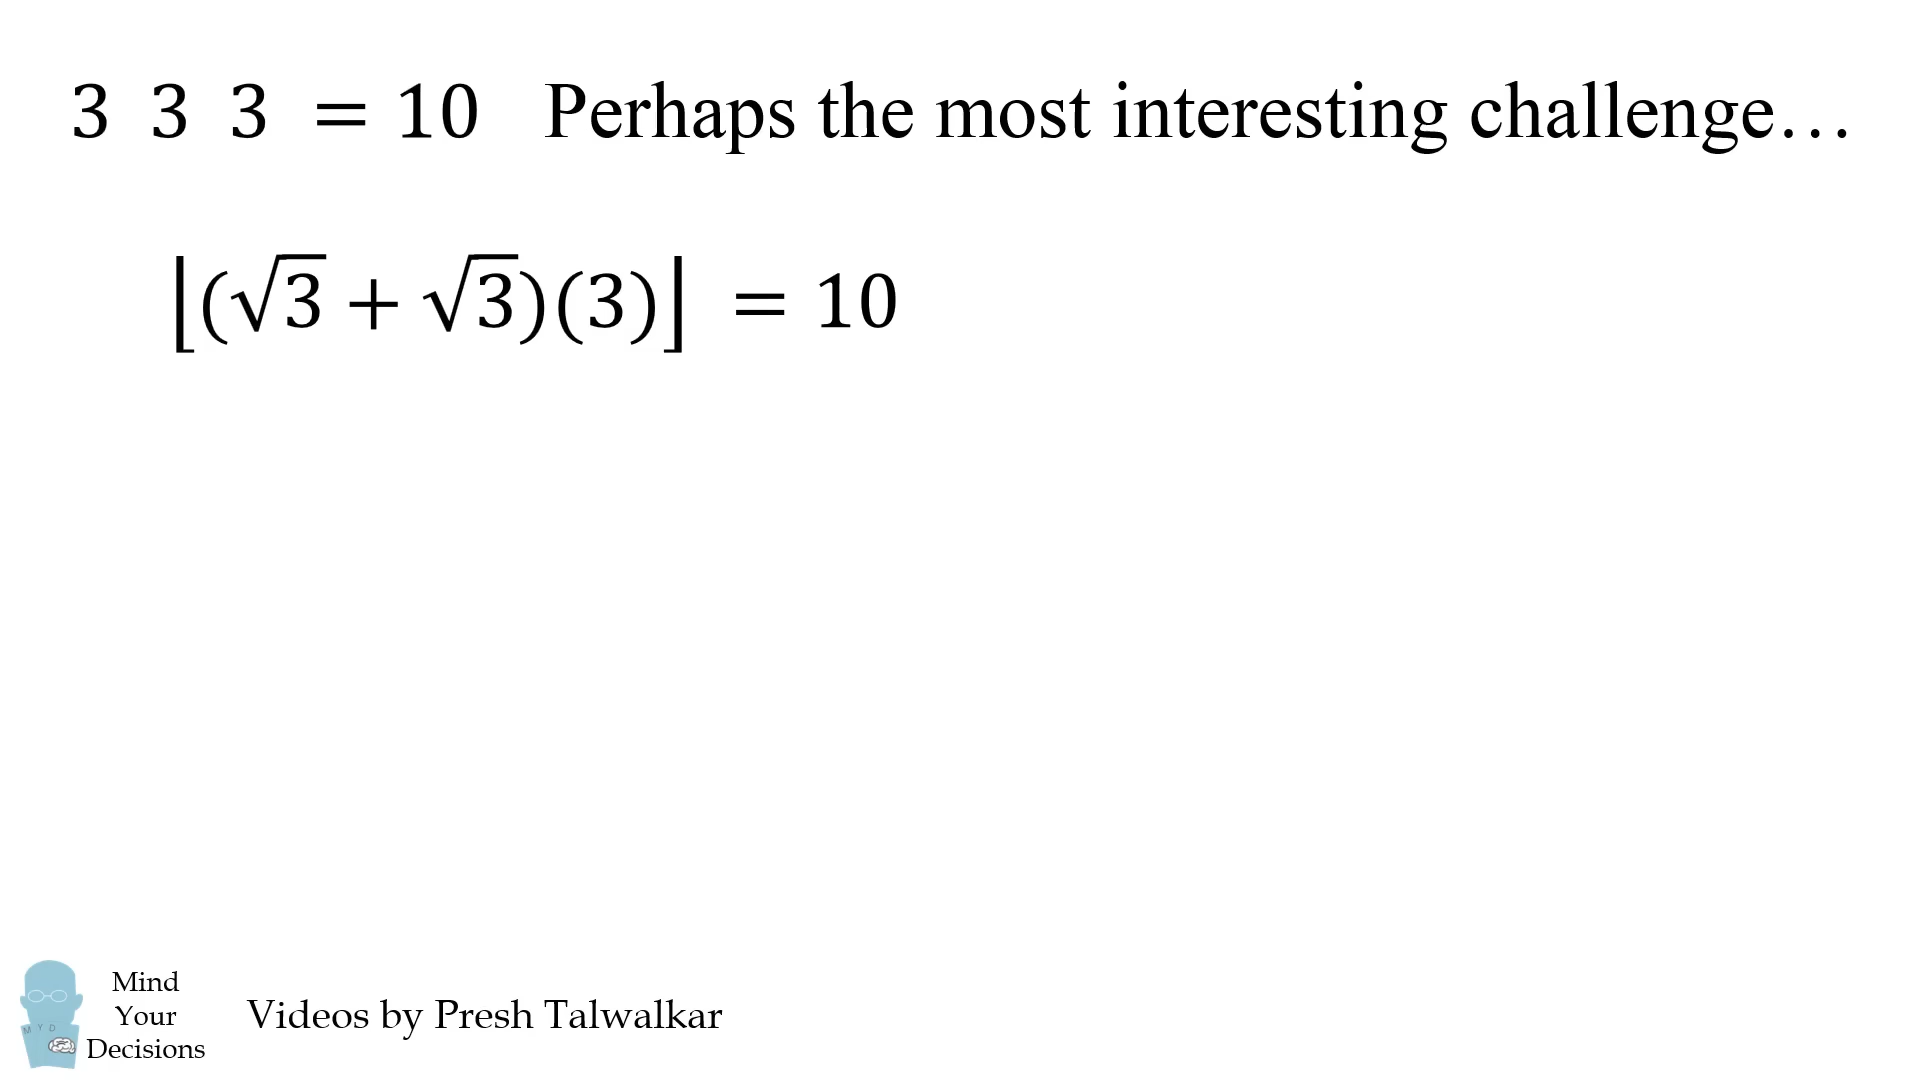 3 3 3 = 10 Perhaps the most interesting challenge…
⌊(√3 + √3)(3)⌋ = 10
M Y D
Mind
Your
Decisions
Videos by Presh Talwalkar